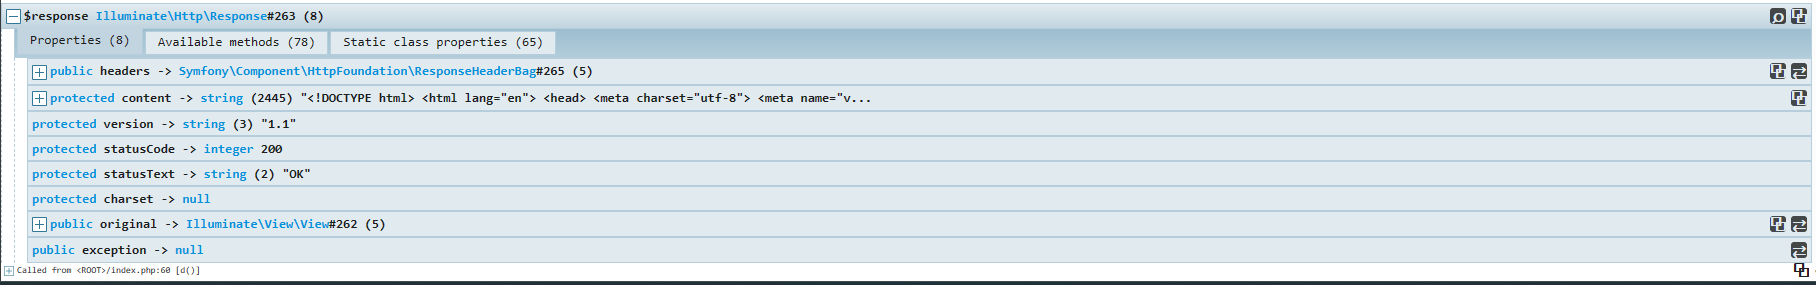 $response Illuminate\Http\Response#263 (8)
Properties (8) Available methods (78) Static class properties (65)
public headers -> Symfony\Component\HttpFoundation\ResponseHeaderBag#265 (5)
protected content -> string (2445) "<!DOCTYPE html> <html lang="en"> <head> <meta charset="utf-8"> <meta name="v...
protected version -> string (3) "1.1"
protected statusCode -> integer 200
protected statusText -> string (2) "OK"
protected charset -> null
public original -> Illuminate\View\View#262 (5)
public exception -> null
Called from <ROOT>/index.php:60 [d()]